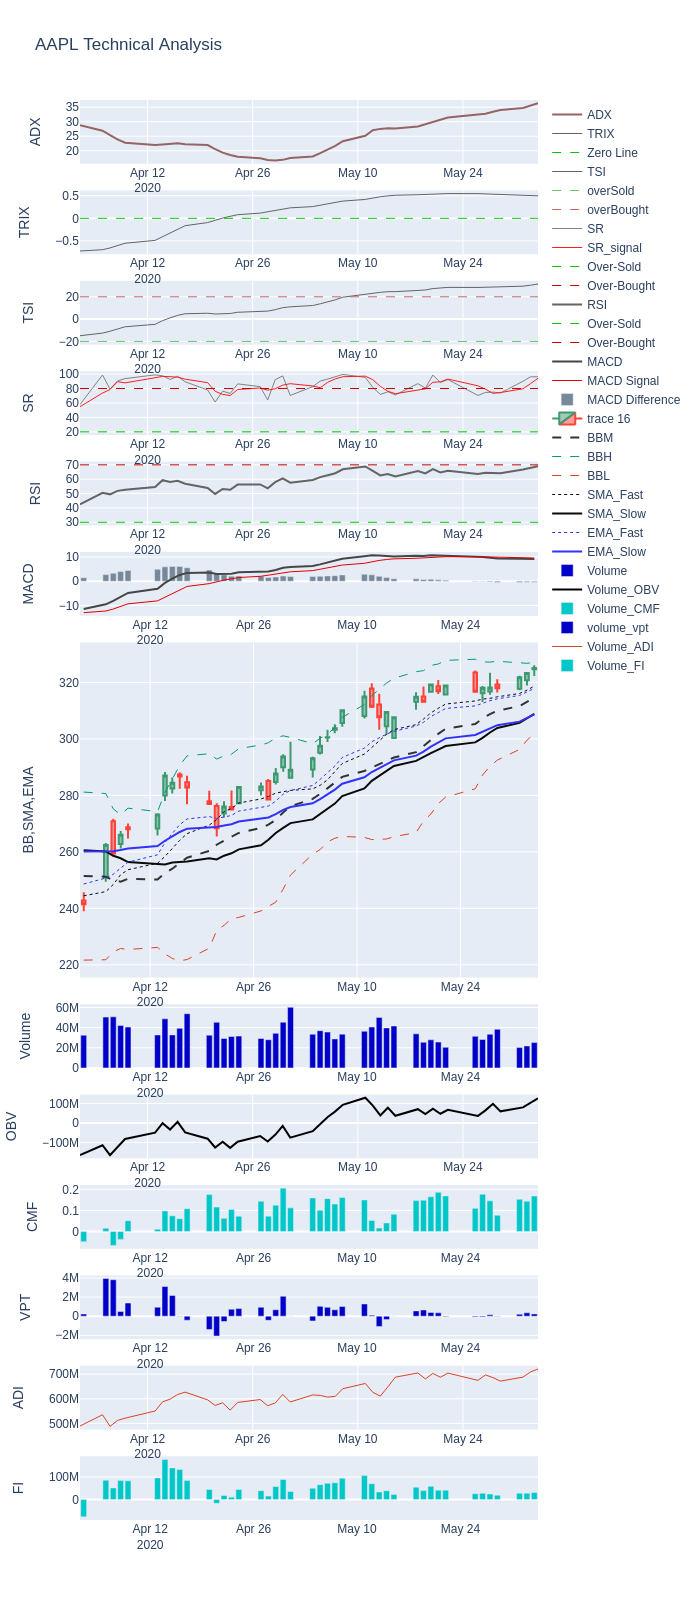 AAPL Technical Analysis
ADX
35
30
25
20
Apr 12
2020
Apr 26
May 10
May 24
TRIX
0.5
0
−0.5
Apr 12
2020
Apr 26
May 10
May 24
TSI
20
0
−20
Apr 12
2020
Apr 26
May 10
May 24
SR
100
80
60
40
20
Apr 12
2020
Apr 26
May 10
May 24
RSI
70
60
50
40
30
Apr 12
2020
Apr 26
May 10
May 24
MACD
10
0
−10
Apr 12
2020
Apr 26
May 10
May 24
BB,SMA,EMA
320
300
280
260
240
220
Apr 12
2020
Apr 26
May 10
May 24
Volume
60M
40M
20M
0
Apr 12
2020
Apr 26
May 10
May 24
OBV
100M
0
−100M
Apr 12
2020
Apr 26
May 10
May 24
CMF
0.2
0.1
0
Apr 12
2020
Apr 26
May 10
May 24
VPT
4M
2M
0
−2M
Apr 12
2020
Apr 26
May 10
May 24
ADI
700M
600M
500M
Apr 12
2020
Apr 26
May 10
May 24
FI
100M
0
Apr 12
2020
Apr 26
May 10
May 24
ADX
TRIX
Zero Line
TSI
overSold
overBought
SR
SR_signal
Over-Sold
Over-Bought
RSI
Over-Sold
Over-Bought
MACD
MACD Signal
MACD Difference
trace 16
BBM
BBH
BBL
SMA_Fast
SMA_Slow
EMA_Fast
EMA_Slow
Volume
Volume_OBV
Volume_CMF
volume_vpt
Volume_ADI
Volume_FI